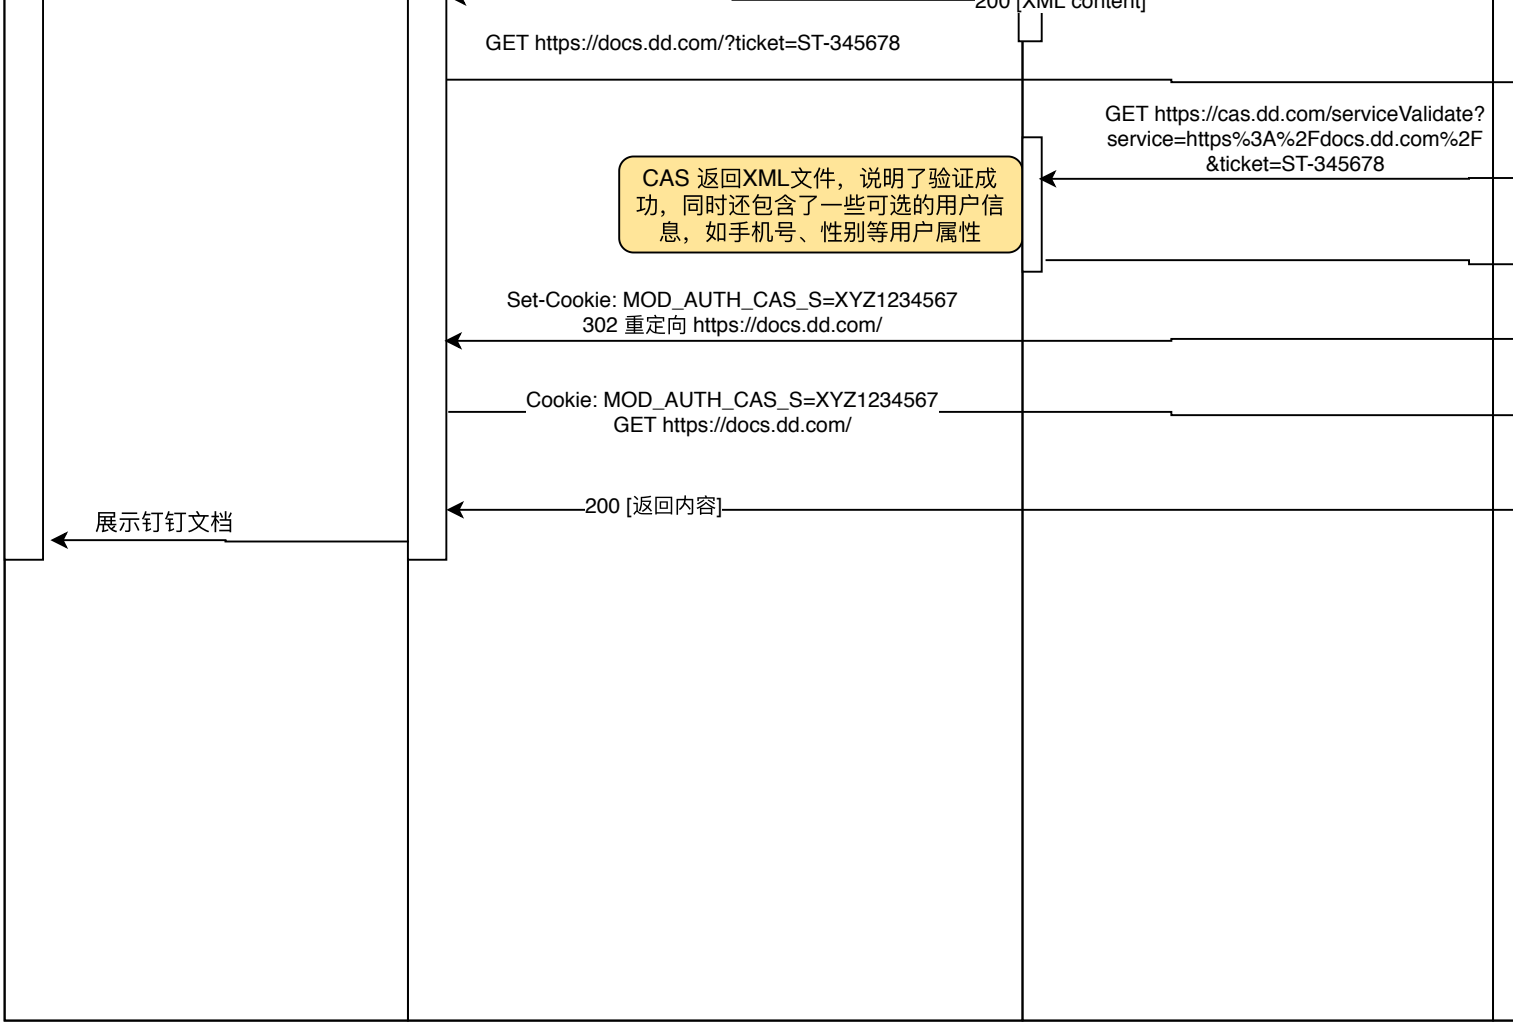 200 [XML content]
GET https://docs.dd.com/?ticket=ST-345678
GET https://cas.dd.com/serviceValidate?
service=https%3A%2Fdocs.dd.com%2F
&ticket=ST-345678
CAS 返回XML文件，说明了验证成
功，同时还包含了一些可选的用户信
息，如手机号、性别等用户属性
Set-Cookie: MOD_AUTH_CAS_S=XYZ1234567
302 重定向 https://docs.dd.com/
Cookie: MOD_AUTH_CAS_S=XYZ1234567
GET https://docs.dd.com/
200 [返回内容]
展示钉钉文档